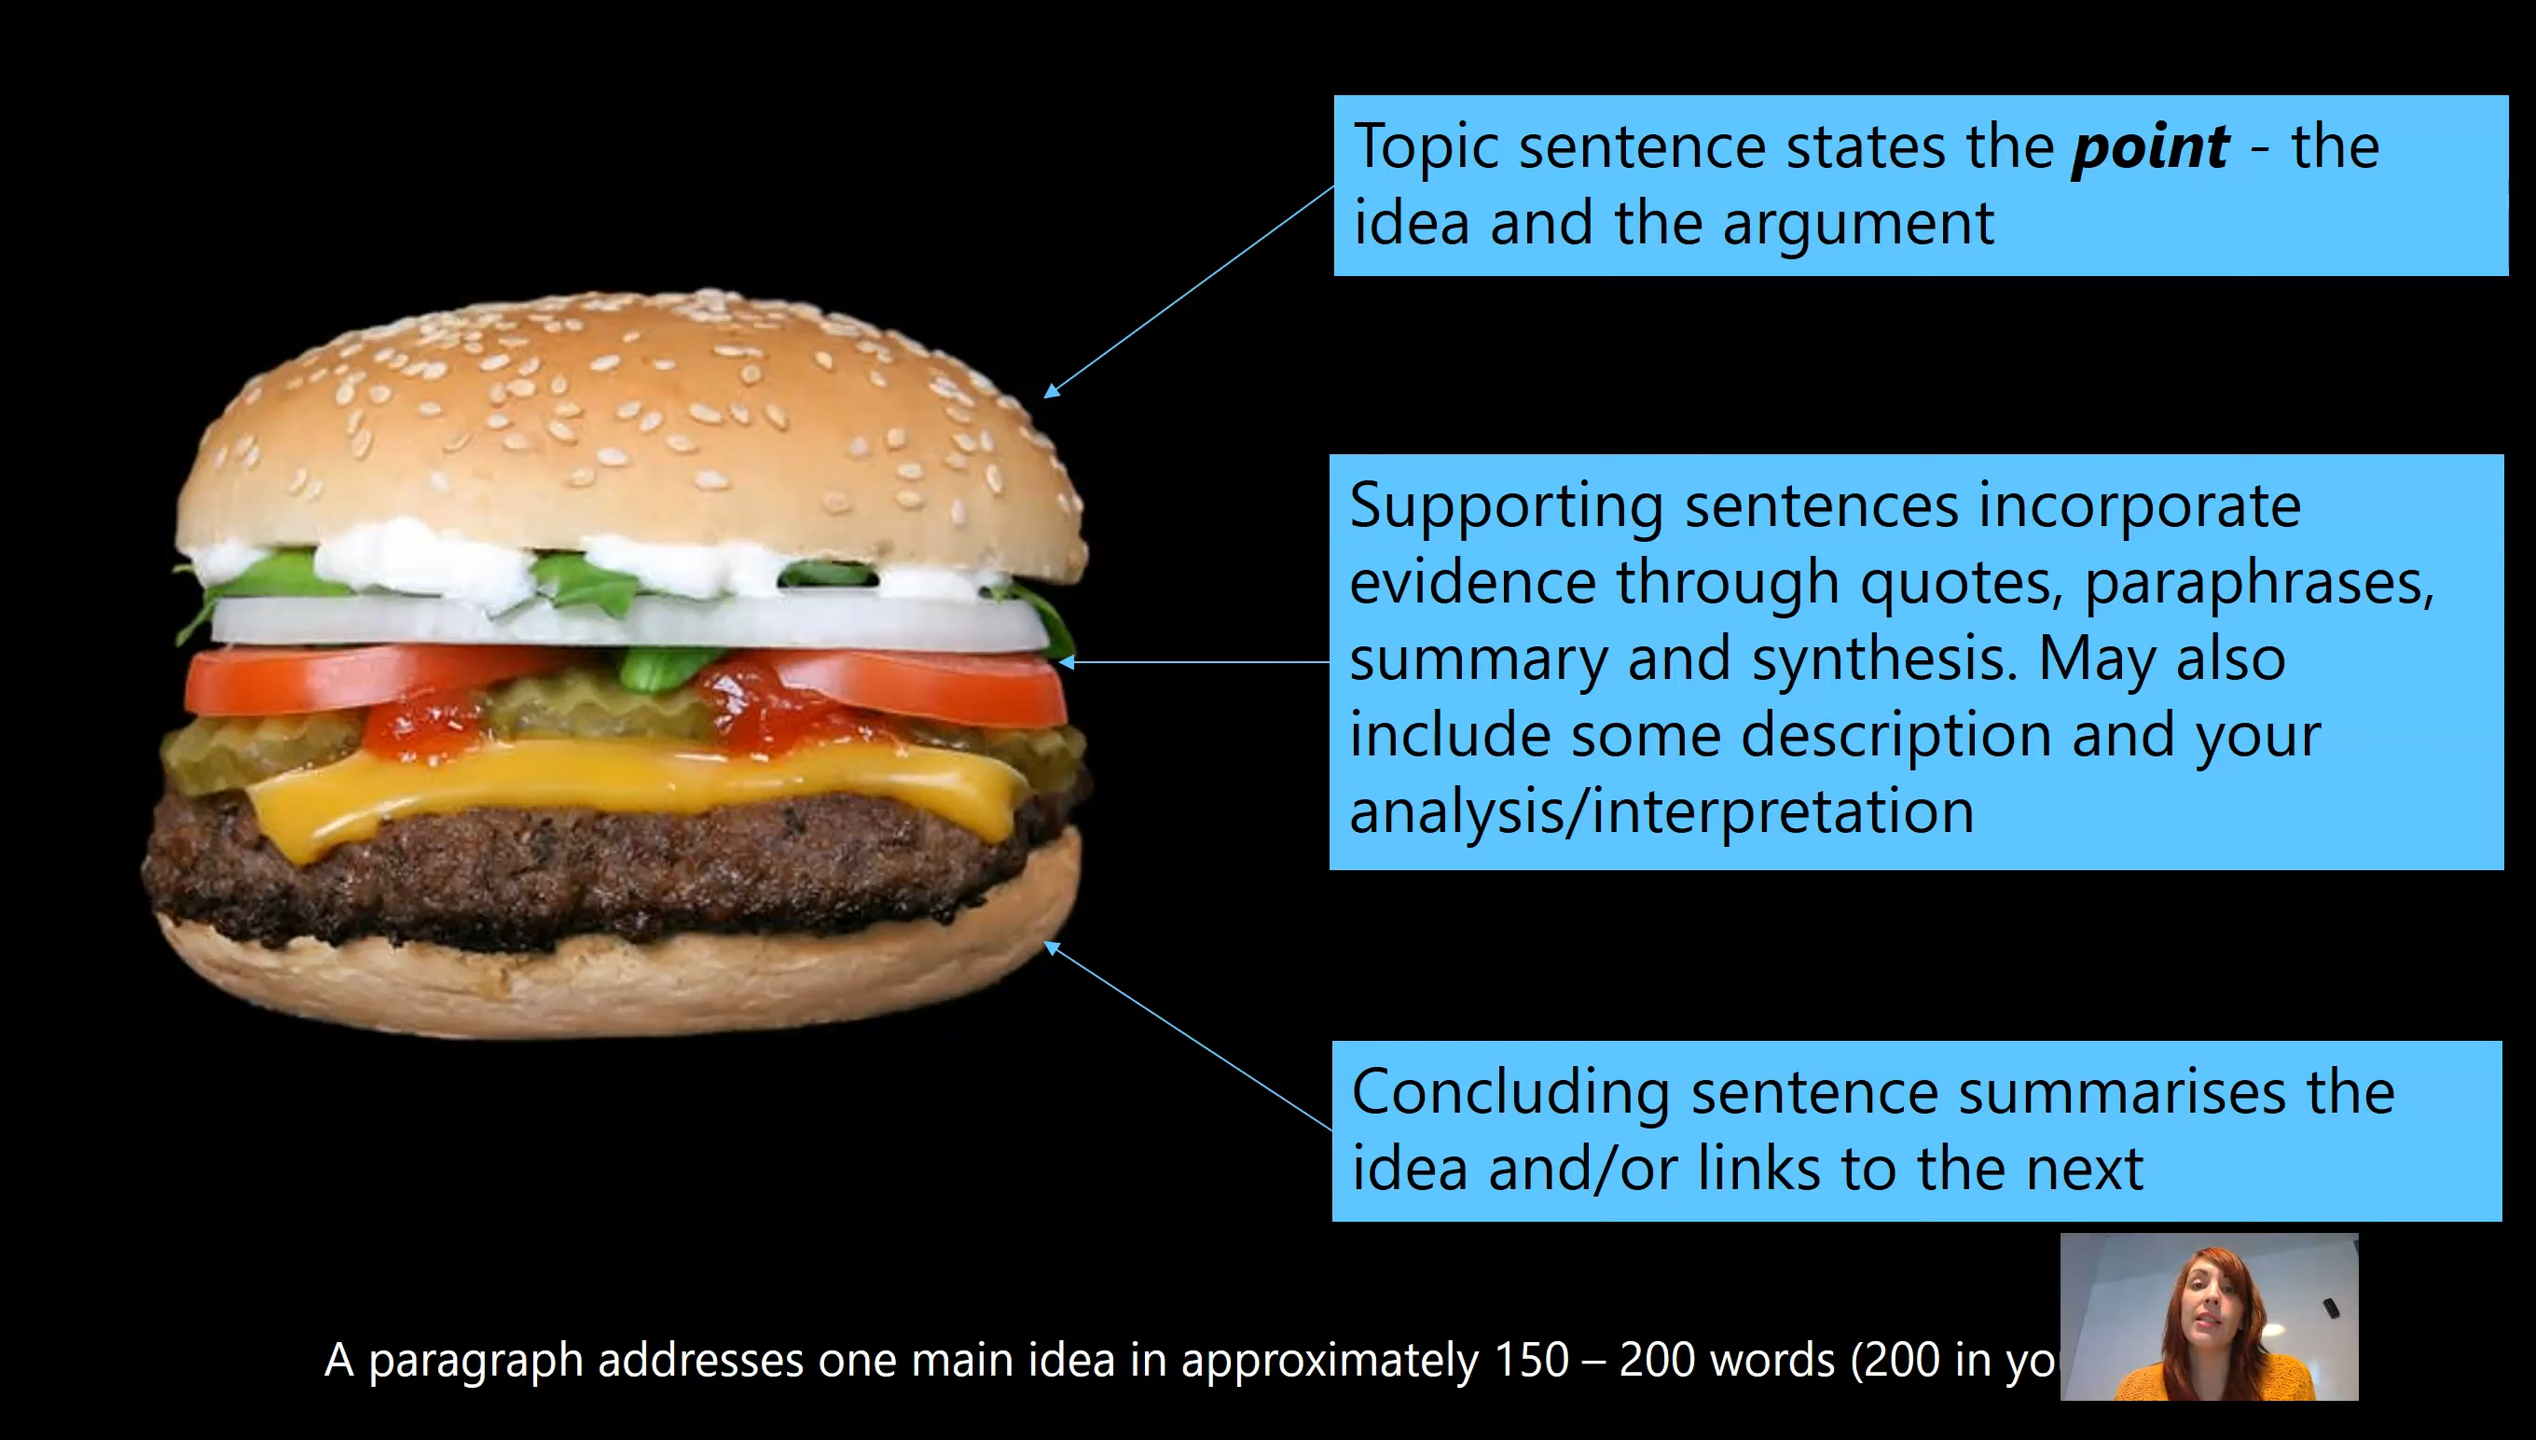 Topic sentence states the point - the
idea and the argument
Supporting sentences incorporate
evidence through quotes, paraphrases,
summary and synthesis. May also
include some description and your
analysis/interpretation
Concluding sentence summarises the
idea and/or links to the next
A paragraph addresses one main idea in approximately 150 – 200 words (200 in